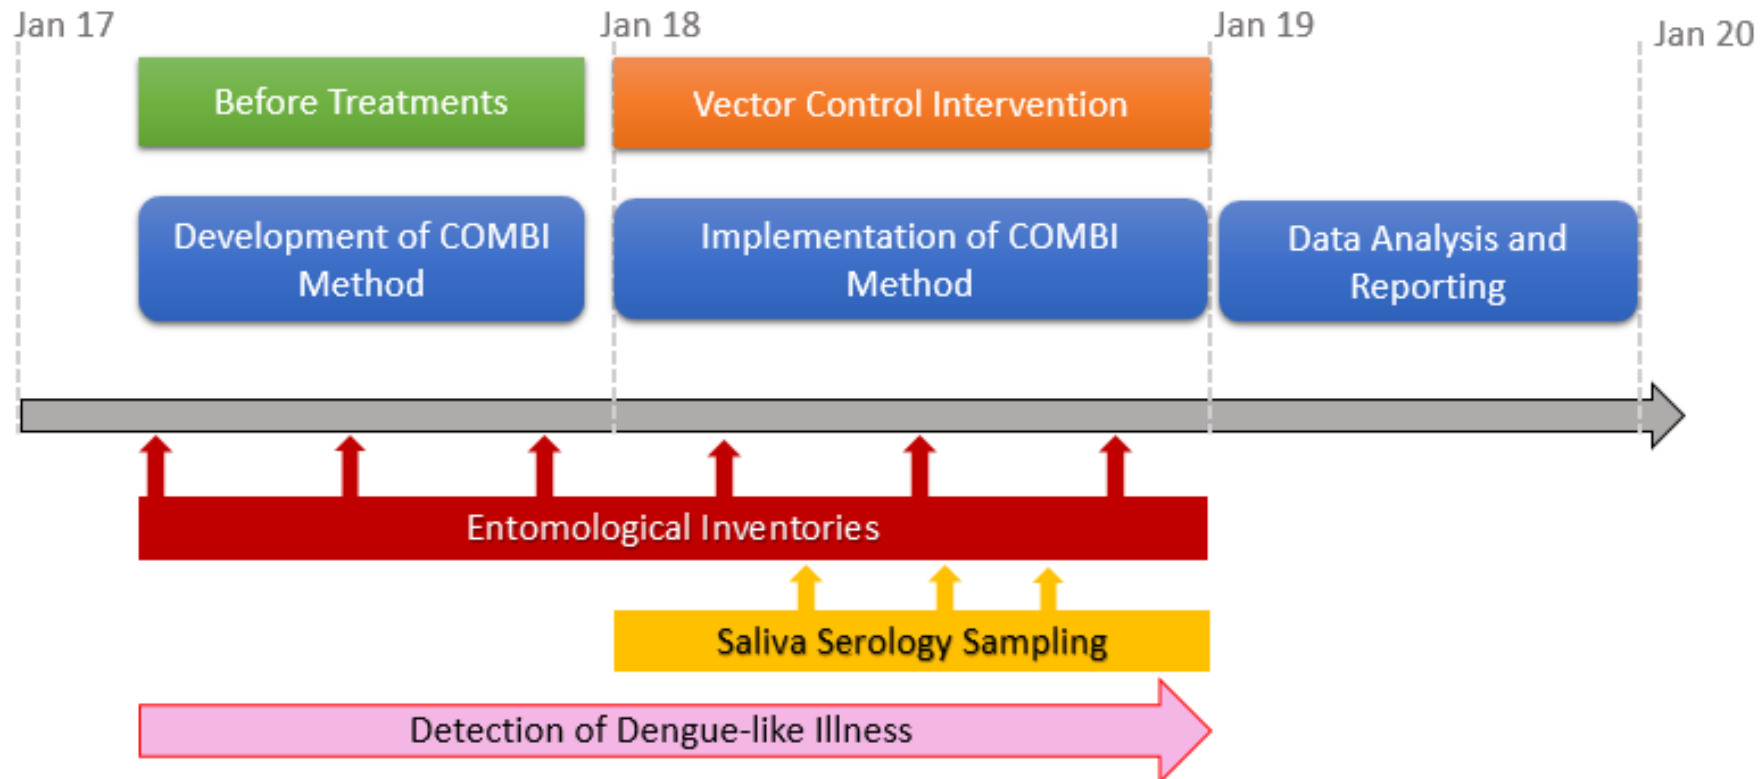 Jan 17
Jan 18
Jan 19
Jan 20
Before Treatments
Vector Control Intervention
Development of COMBI
Method
Implementation of COMBI
Method
Data Analysis and
Reporting
Entomological Inventories
Saliva Serology Sampling
Detection of Dengue-like Illness